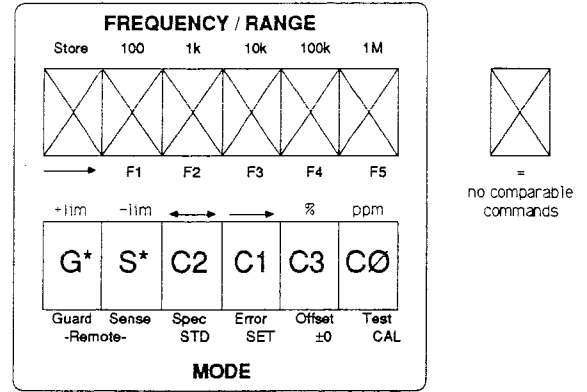 FREQUENCY / RANGE
Store 100 1k 10k 100k 1M
F1 F2 F3 F4 F5
=
no comparable
commands
+lim -lim % ppm
G* S* C2 C1 C3 CØ
Guard Sense Spec Error Offset Test
-Remote- STD SET ±0 CAL
MODE